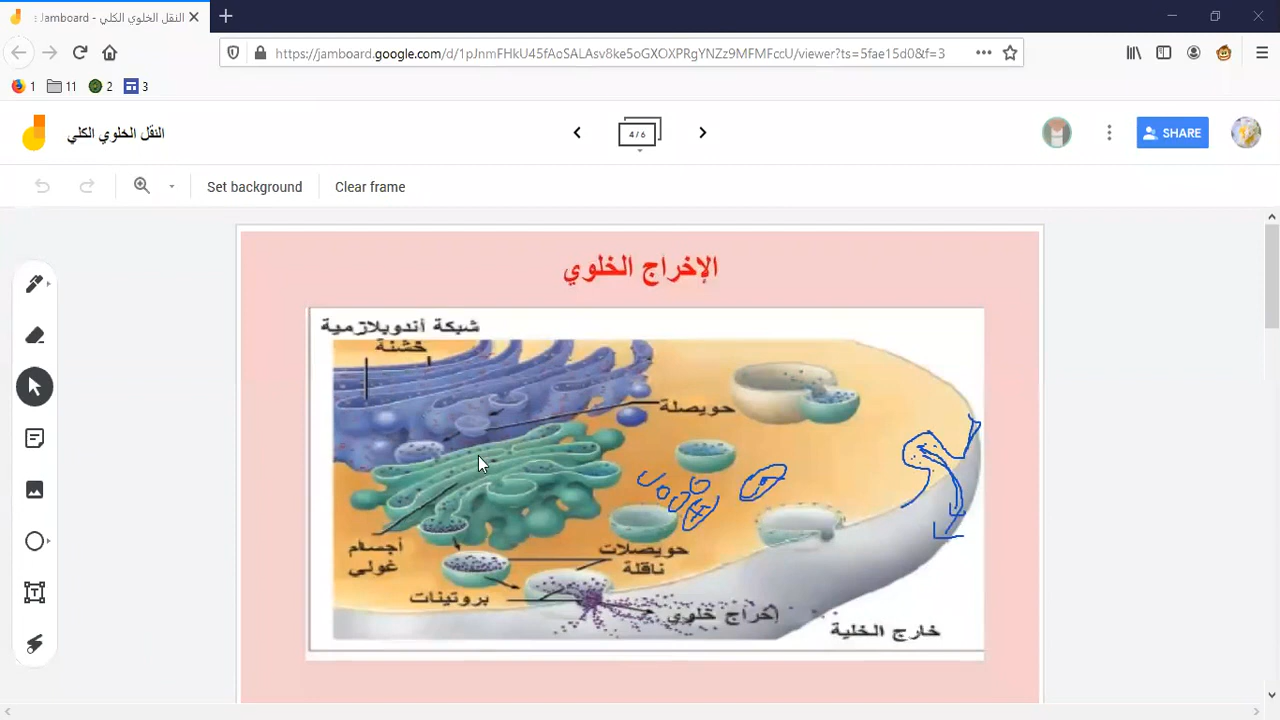 النقل الخلوي الكلي - Jamboard
https://jamboard.google.com/d/1pJnmFHkU45fAoSALAsv8ke5oGXOXPRgYNZz9MFMFccU/viewer?ts=5fae15d0&f=3
1
11
2
3
النقل الخلوي الكلي
4/6
SHARE
Set background
Clear frame
الإخراج الخلوي
شبكة أندوبلازمية
خشنة
حويصلة
أجسام
غولي
حويصلات
ناقلة
بروتينات
إخراج خلوي
خارج الخلية